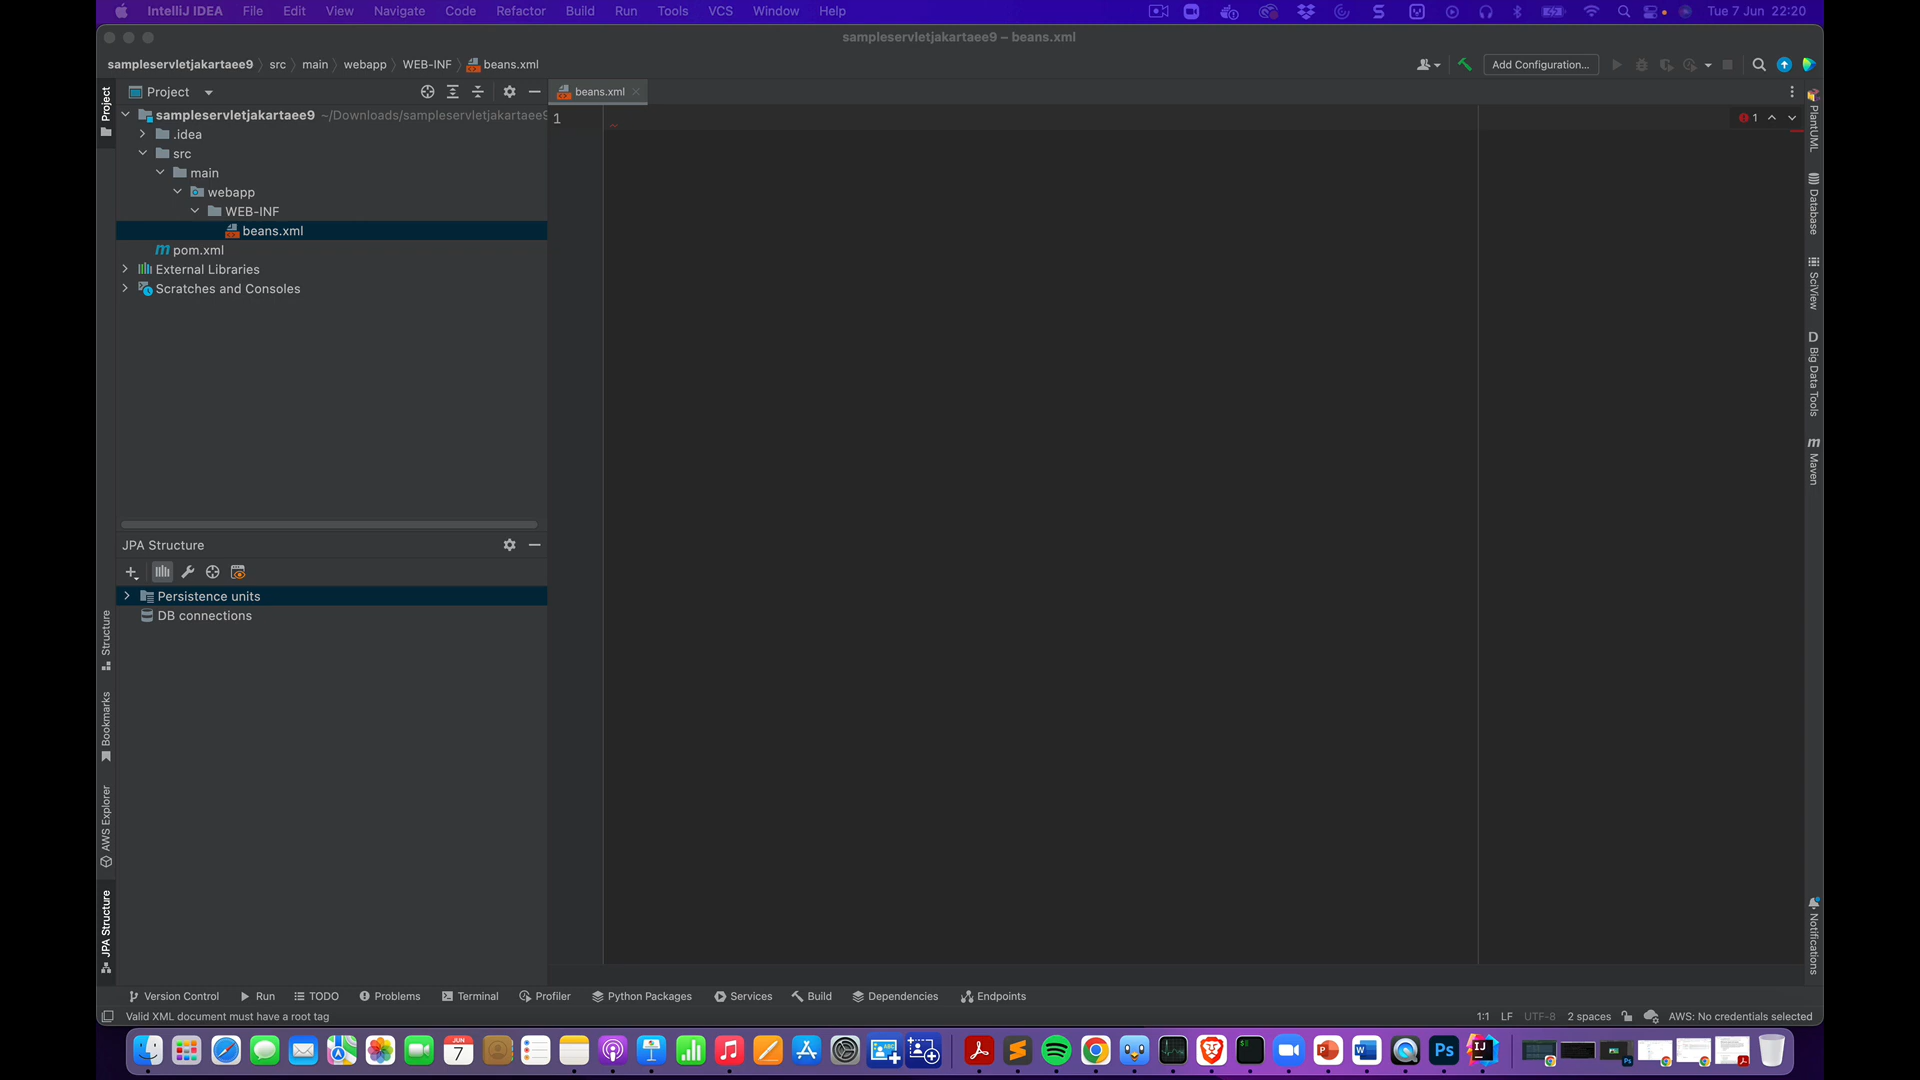 IntelliJ IDEA File Edit View Navigate Code Refactor Build Run Tools VCS Window Help Tue 7 Jun 22:20
sampleservletjakartaee9 – beans.xml
sampleservletjakartaee9 src main webapp WEB-INF beans.xml Add Configuration...
Project beans.xml
Project
sampleservletjakartaee9 ~/Downloads/sampleservletjakartaee9
1
1
.idea
src
main
webapp
WEB-INF
beans.xml
pom.xml
External Libraries
Scratches and Consoles
JPA Structure
Persistence units
DB connections
Structure
Bookmarks
AWS Explorer
JPA Structure
PlantUML
Database
SciView
D
Big Data Tools
m
Maven
Notifications
Version Control Run TODO Problems Terminal Profiler Python Packages Services Build Dependencies Endpoints
Valid XML document must have a root tag 1:1 LF UTF-8 2 spaces AWS: No credentials selected
JUN
7